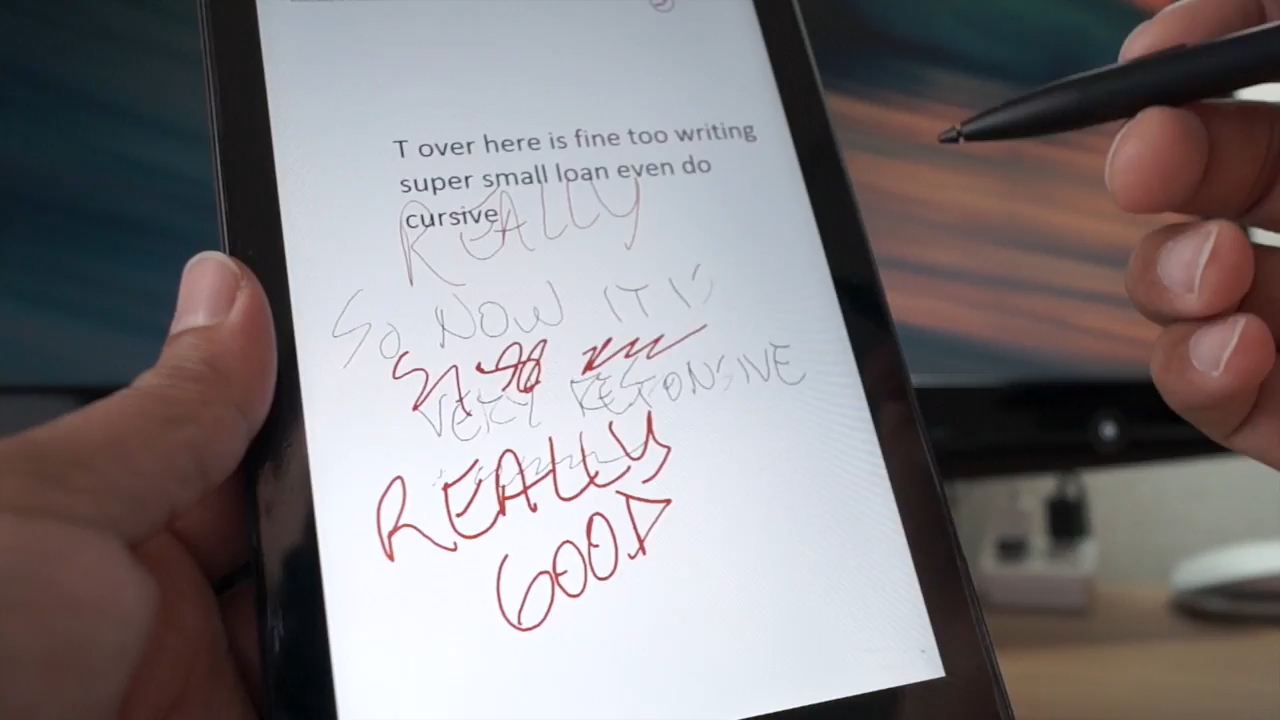 T over here is fine too writing
super small loan even do
cursive
REALLY
SO NOW IT IS
VERY RESPONSIVE
REALLY
GOOD